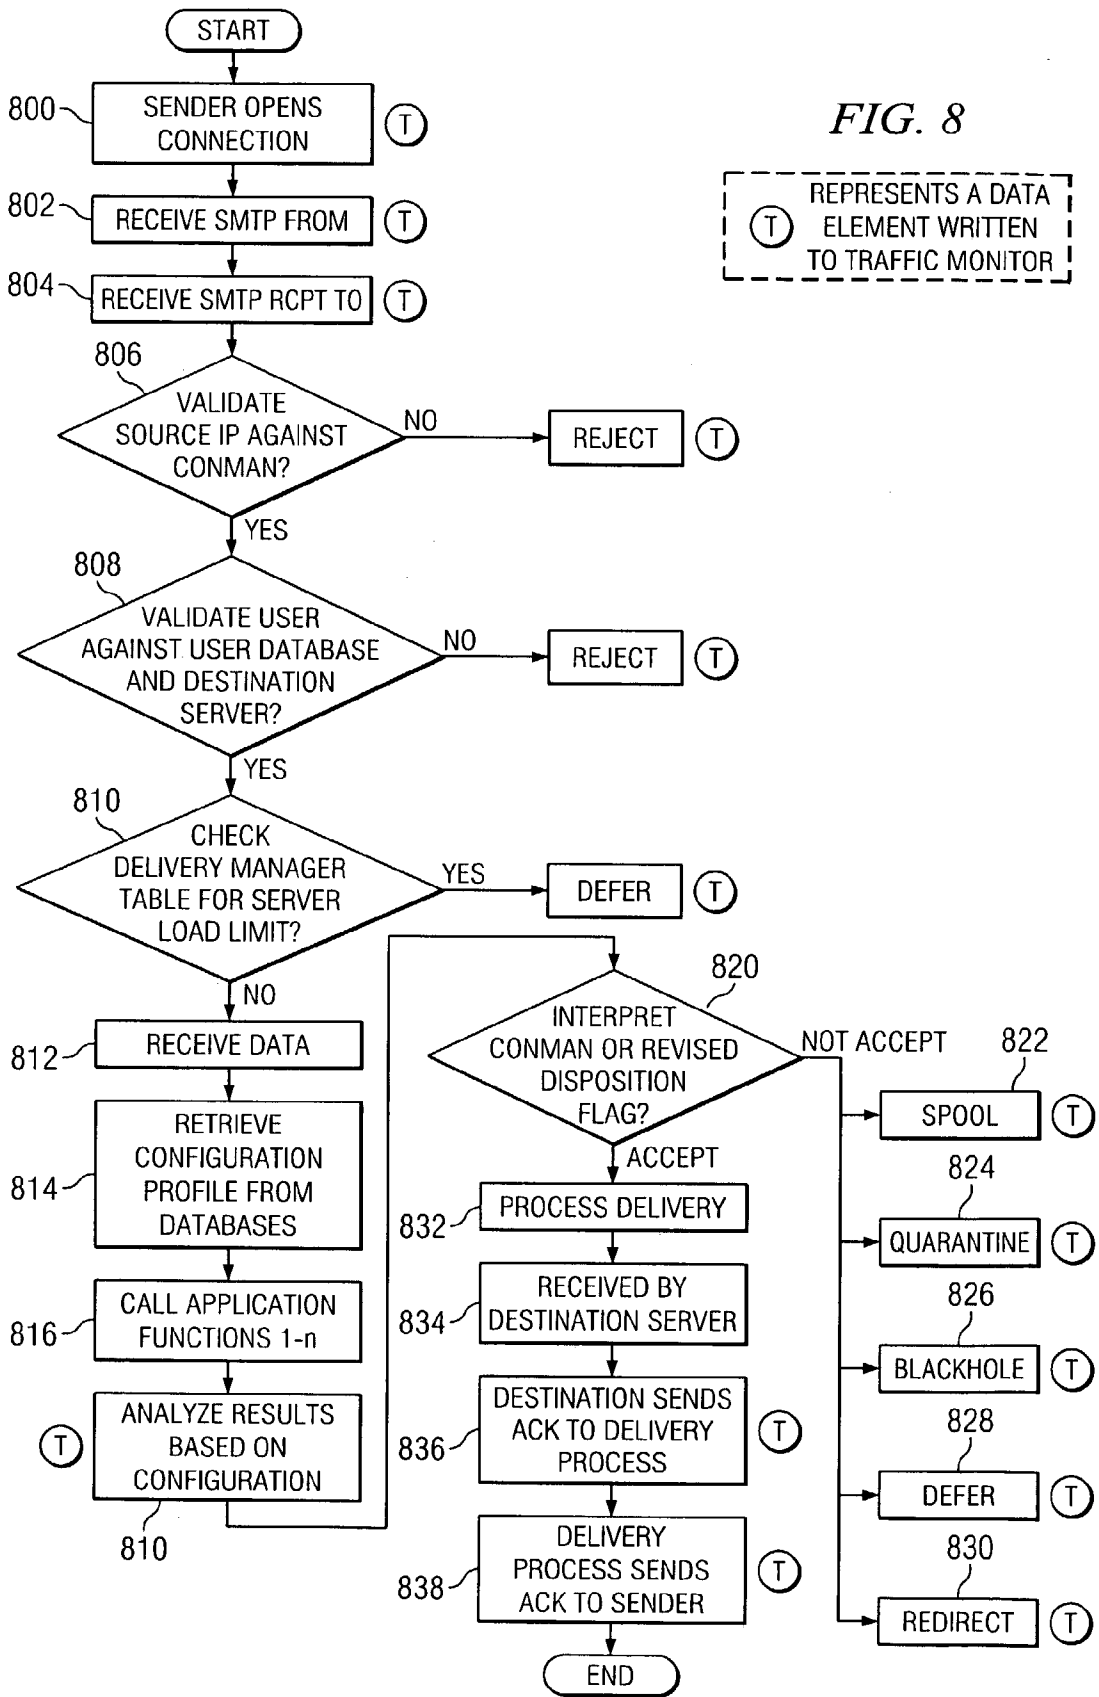 START
800
SENDER OPENS
CONNECTION
T
FIG. 8
T
REPRESENTS A DATA
ELEMENT WRITTEN
TO TRAFFIC MONITOR
802
RECEIVE SMTP FROM
T
804
RECEIVE SMTP RCPT TO
T
806
VALIDATE
SOURCE IP AGAINST
CONMAN?
NO
REJECT
T
YES
808
VALIDATE USER
AGAINST USER DATABASE
AND DESTINATION
SERVER?
NO
REJECT
T
YES
810
CHECK
DELIVERY MANAGER
TABLE FOR SERVER
LOAD LIMIT?
YES
DEFER
T
NO
812
RECEIVE DATA
814
RETRIEVE
CONFIGURATION
PROFILE FROM
DATABASES
816
CALL APPLICATION
FUNCTIONS 1-n
T
ANALYZE RESULTS
BASED ON
CONFIGURATION
810
820
INTERPRET
CONMAN OR REVISED
DISPOSITION
FLAG?
NOT ACCEPT
822
SPOOL
T
824
QUARANTINE
T
826
BLACKHOLE
T
828
DEFER
T
830
REDIRECT
T
ACCEPT
832
PROCESS DELIVERY
834
RECEIVED BY
DESTINATION SERVER
836
DESTINATION SENDS
ACK TO DELIVERY
PROCESS
T
838
DELIVERY
PROCESS SENDS
ACK TO SENDER
T
END